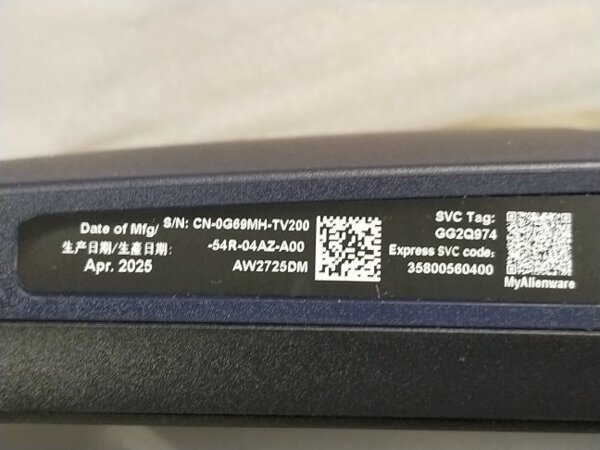 Date of Mfg/
生产日期/生產日期:
Apr. 2025
S/N: CN-0G69MH-TV200
-54R-04AZ-A00
AW2725DM
SVC Tag:
GG2Q974
Express SVC code:
35800560400
MyAlienware